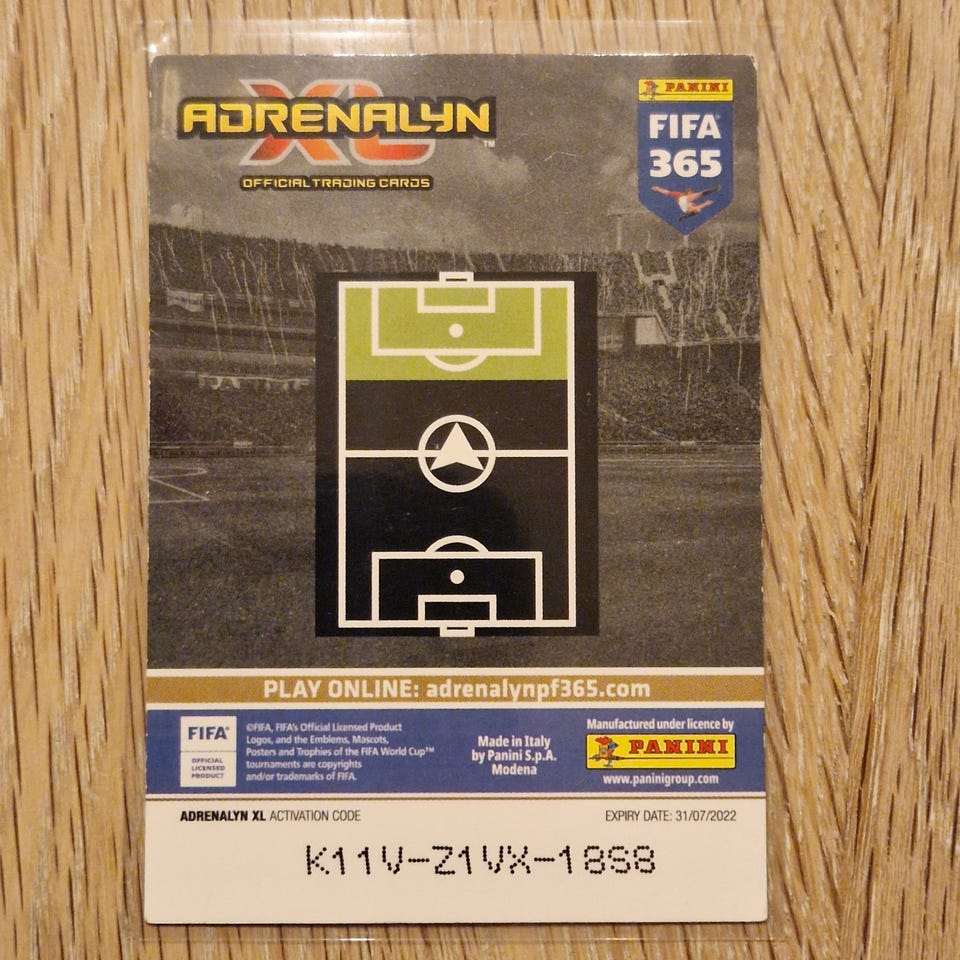 ADRENALYN XL™
OFFICIAL TRADING CARDS
PANINI
FIFA
365
PLAY ONLINE: adrenalynpf365.com
FIFA®
OFFICIAL
LICENSED
PRODUCT
©FIFA, FIFA's Official Licensed Product
Logos, and the Emblems, Mascots,
Posters and Trophies of the FIFA World Cup™
tournaments are copyrights
and/or trademarks of FIFA.
Made in Italy
by Panini S.p.A.
Modena
Manufactured under licence by
PANINI
www.paninigroup.com
ADRENALYN XL ACTIVATION CODE
EXPIRY DATE: 31/07/2022
K11V-Z1VX-18S8